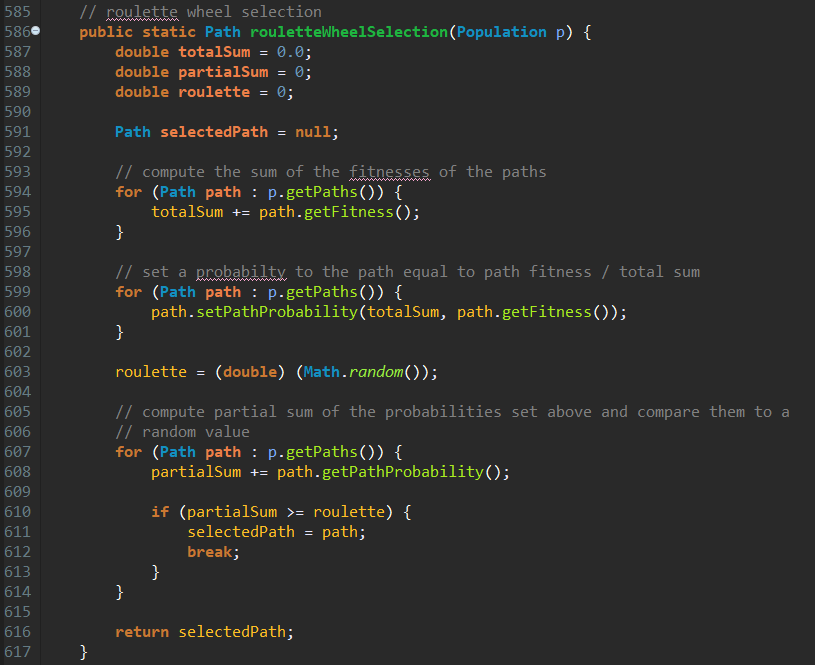 585 // roulette wheel selection
586 public static Path rouletteWheelSelection(Population p) {
587 double totalSum = 0.0;
588 double partialSum = 0;
589 double roulette = 0;
590
591 Path selectedPath = null;
592
593 // compute the sum of the fitnesses of the paths
594 for (Path path : p.getPaths()) {
595 totalSum += path.getFitness();
596 }
597
598 // set a probabilty to the path equal to path fitness / total sum
599 for (Path path : p.getPaths()) {
600 path.setPathProbability(totalSum, path.getFitness());
601 }
602
603 roulette = (double) (Math.random());
604
605 // compute partial sum of the probabilities set above and compare them to a
606 // random value
607 for (Path path : p.getPaths()) {
608 partialSum += path.getPathProbability();
609
610 if (partialSum >= roulette) {
611 selectedPath = path;
612 break;
613 }
614 }
615
616 return selectedPath;
617 }